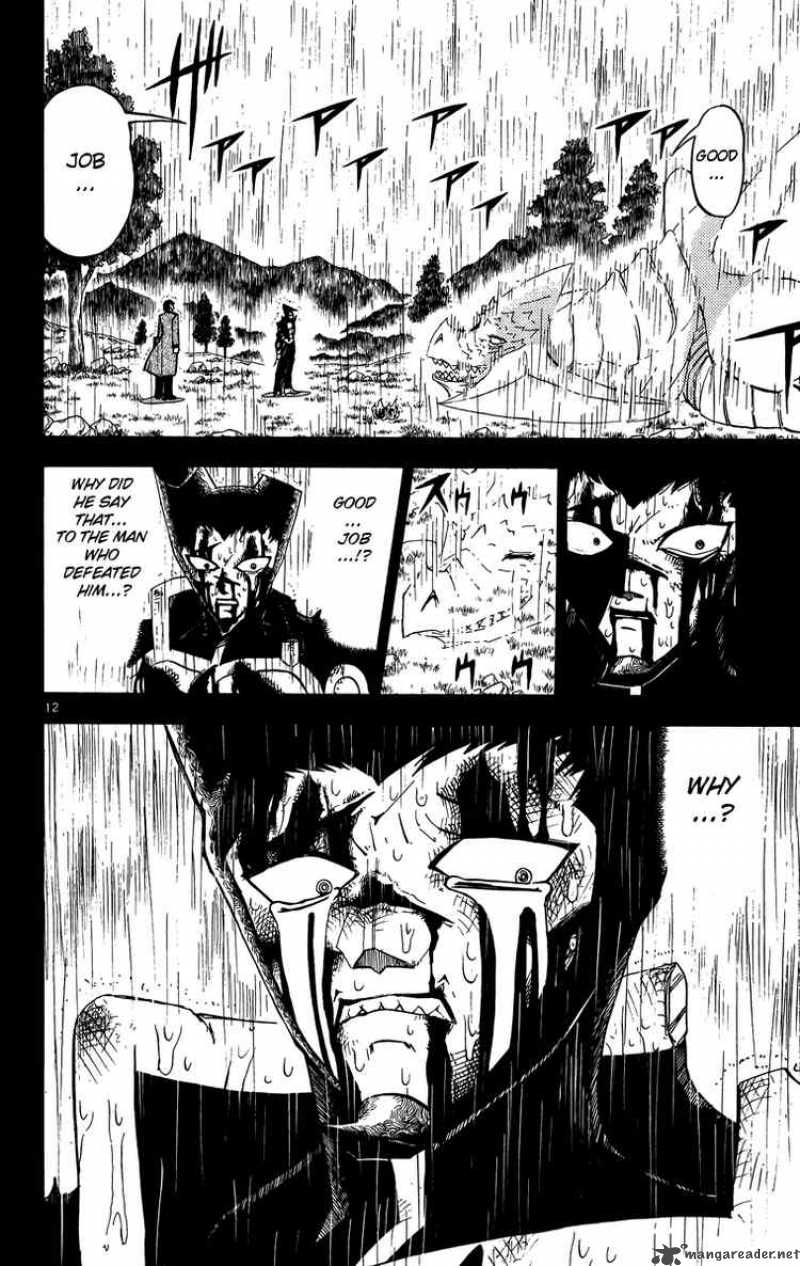 GOOD
...
JOB
...
GOOD
...
JOB
...!?
WHY DID
HE SAY
THAT...
TO THE MAN
WHO
DEFEATED
HIM...?
12
WHY
...?
mangareader.net